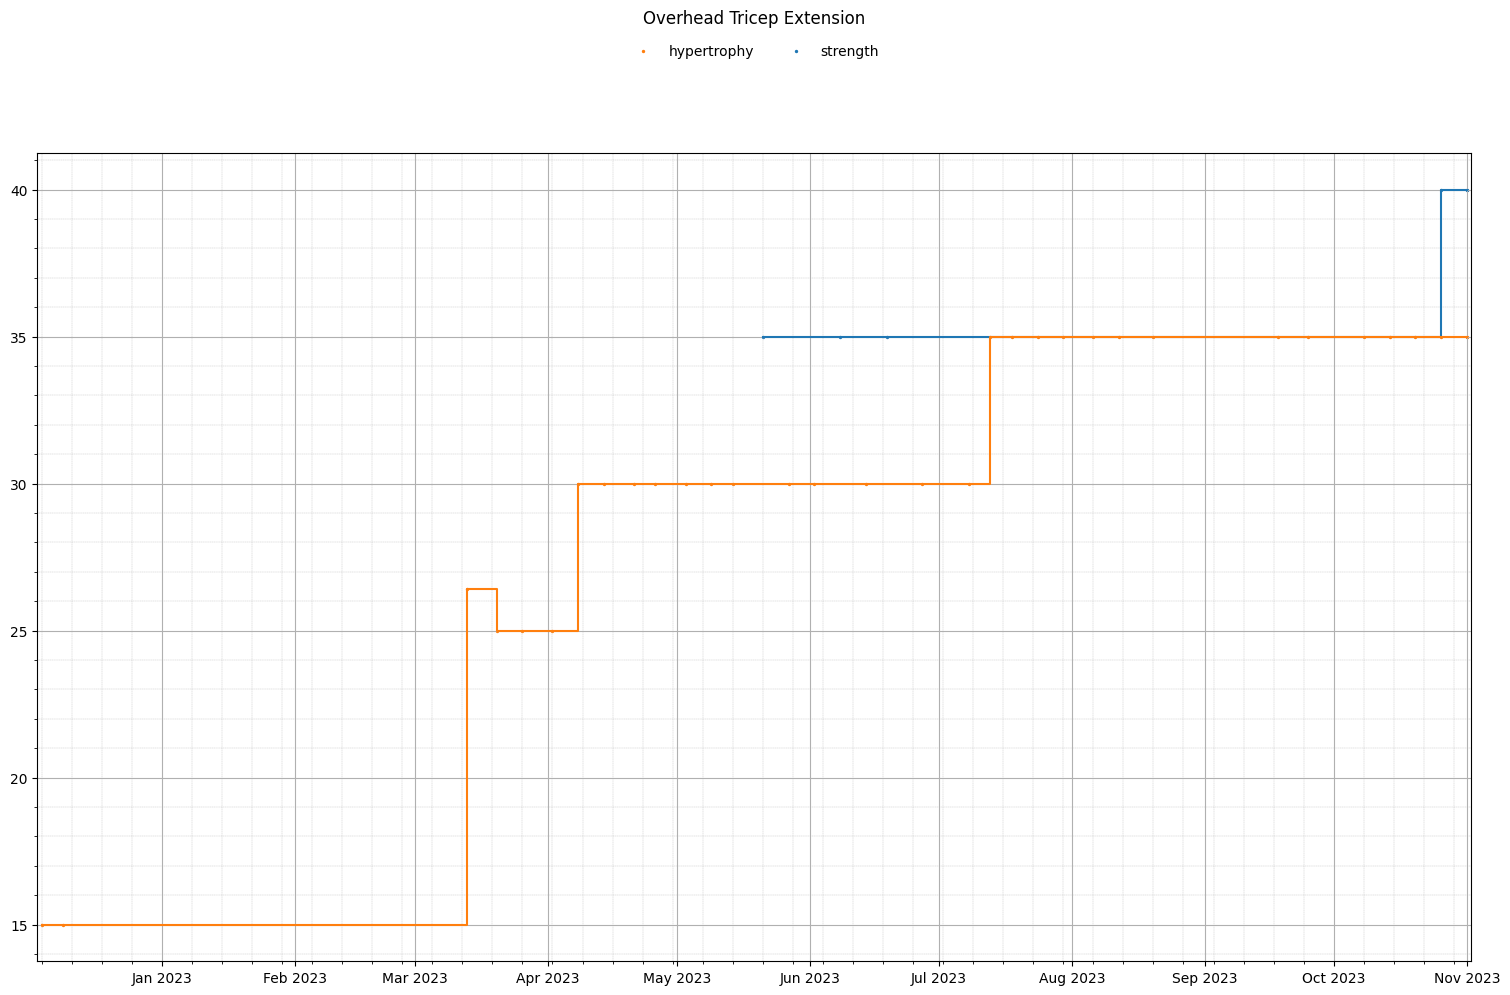 Overhead Tricep Extension
hypertrophy strength
40
35
30
25
20
15
Jan 2023 Feb 2023 Mar 2023 Apr 2023 May 2023 Jun 2023 Jul 2023 Aug 2023 Sep 2023 Oct 2023 Nov 2023